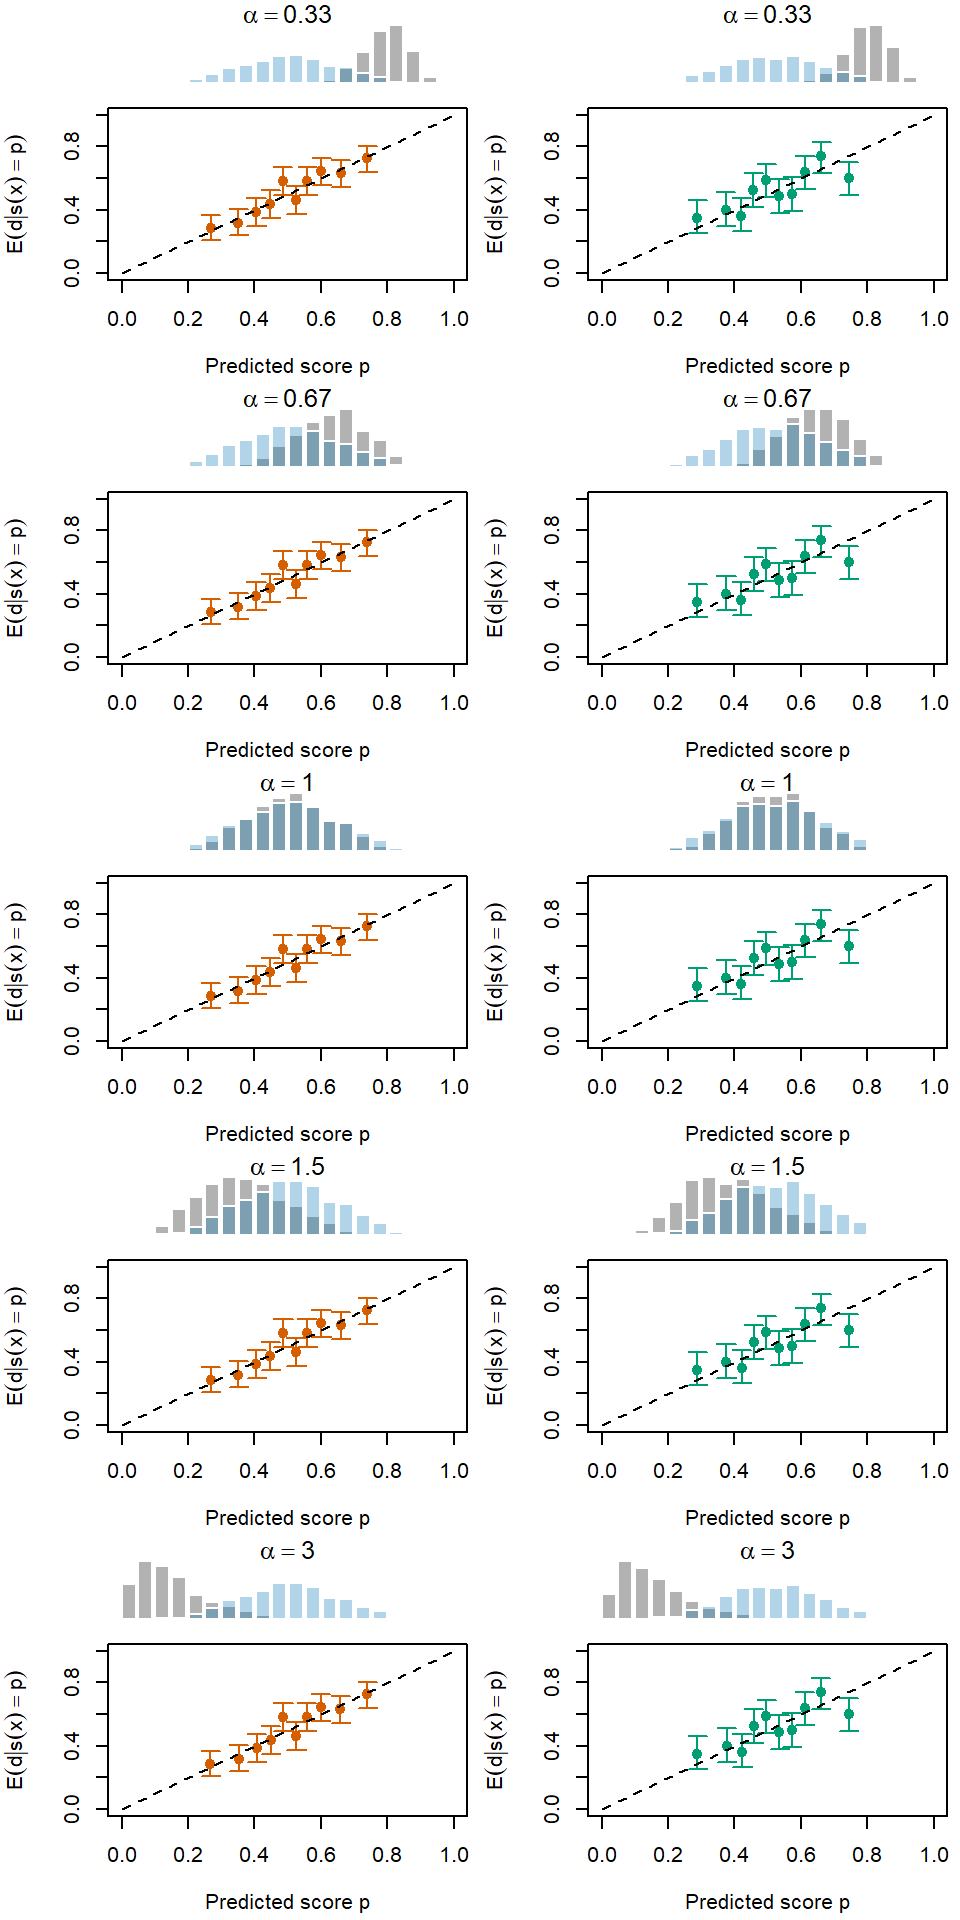 α = 0.33
α = 0.33
E(d|s(x) = p)
0.0 0.4 0.8
0.0 0.2 0.4 0.6 0.8 1.0
Predicted score p
E(d|s(x) = p)
0.0 0.4 0.8
0.0 0.2 0.4 0.6 0.8 1.0
Predicted score p
α = 0.67
α = 0.67
E(d|s(x) = p)
0.0 0.4 0.8
0.0 0.2 0.4 0.6 0.8 1.0
Predicted score p
E(d|s(x) = p)
0.0 0.4 0.8
0.0 0.2 0.4 0.6 0.8 1.0
Predicted score p
α = 1
α = 1
E(d|s(x) = p)
0.0 0.4 0.8
0.0 0.2 0.4 0.6 0.8 1.0
Predicted score p
E(d|s(x) = p)
0.0 0.4 0.8
0.0 0.2 0.4 0.6 0.8 1.0
Predicted score p
α = 1.5
α = 1.5
E(d|s(x) = p)
0.0 0.4 0.8
0.0 0.2 0.4 0.6 0.8 1.0
Predicted score p
E(d|s(x) = p)
0.0 0.4 0.8
0.0 0.2 0.4 0.6 0.8 1.0
Predicted score p
α = 3
α = 3
E(d|s(x) = p)
0.0 0.4 0.8
0.0 0.2 0.4 0.6 0.8 1.0
Predicted score p
E(d|s(x) = p)
0.0 0.4 0.8
0.0 0.2 0.4 0.6 0.8 1.0
Predicted score p